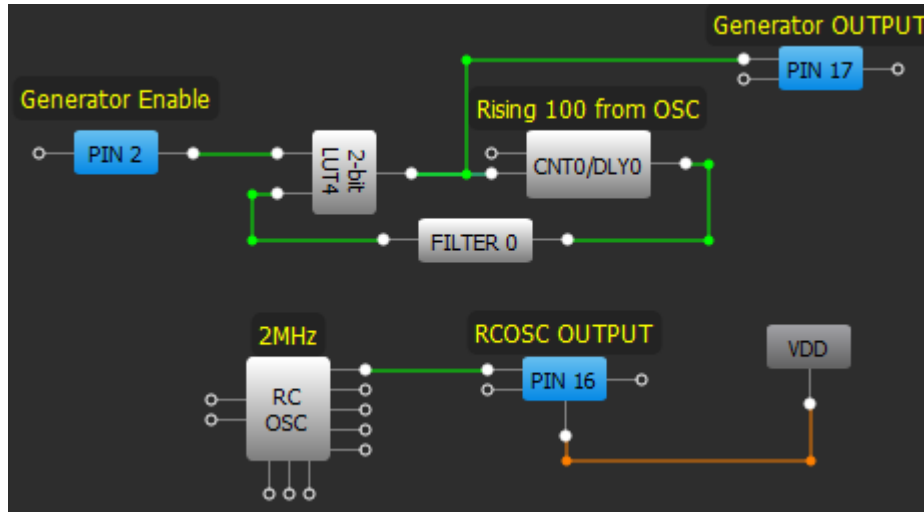 Generator OUTPUT
PIN 17
Generator Enable
Rising 100 from OSC
PIN 2
2-bit
LUT4
CNT0/DLY0
FILTER 0
2MHz
RCOSC OUTPUT
VDD
RC
OSC
PIN 16